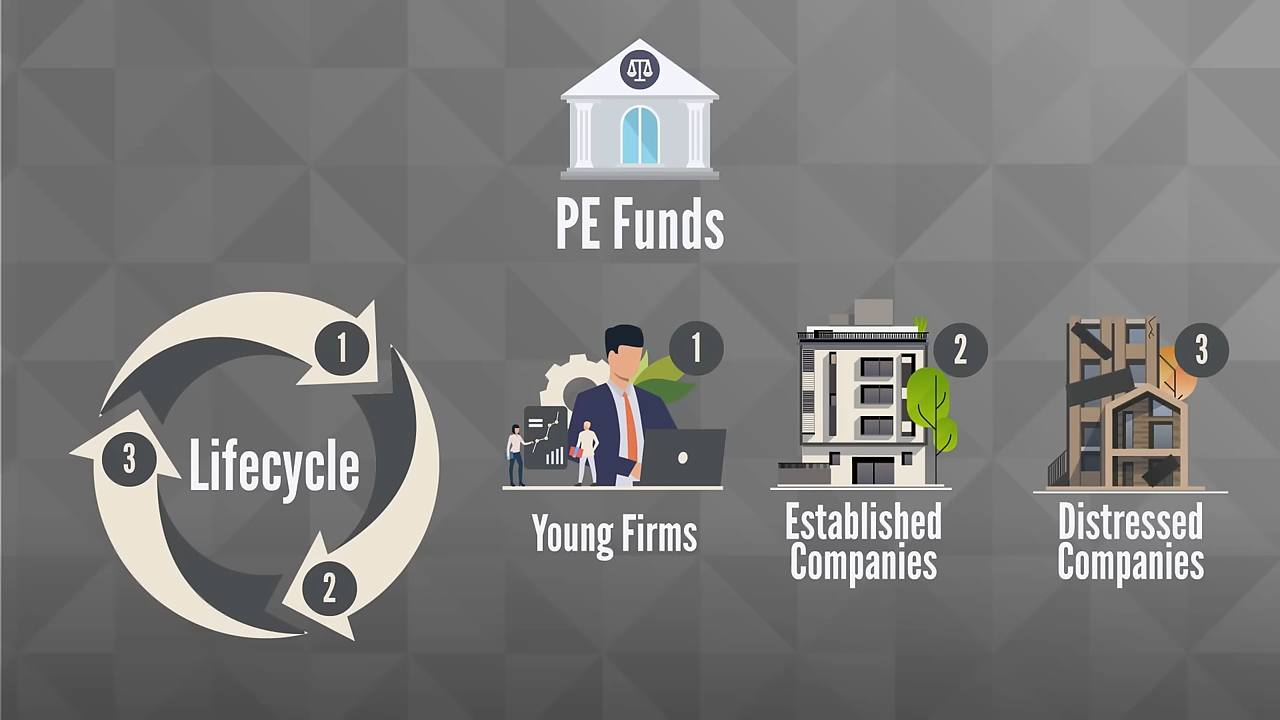 PE Funds
1
3
Lifecycle
2
1
Young Firms
2
Established
Companies
3
Distressed
Companies